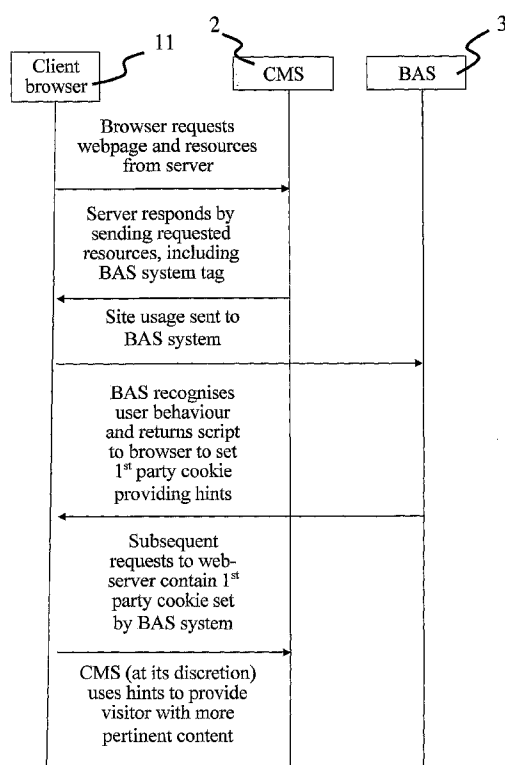 11
2
3
Client
browser
CMS
BAS
Browser requests
webpage and resources
from server
Server responds by
sending requested
resources, including
BAS system tag
Site usage sent to
BAS system
BAS recognises
user behaviour
and returns script
to browser to set
1st party cookie
providing hints
Subsequent
requests to web-
server contain 1st
party cookie set
by BAS system
CMS (at its discretion)
uses hints to provide
visitor with more
pertinent content